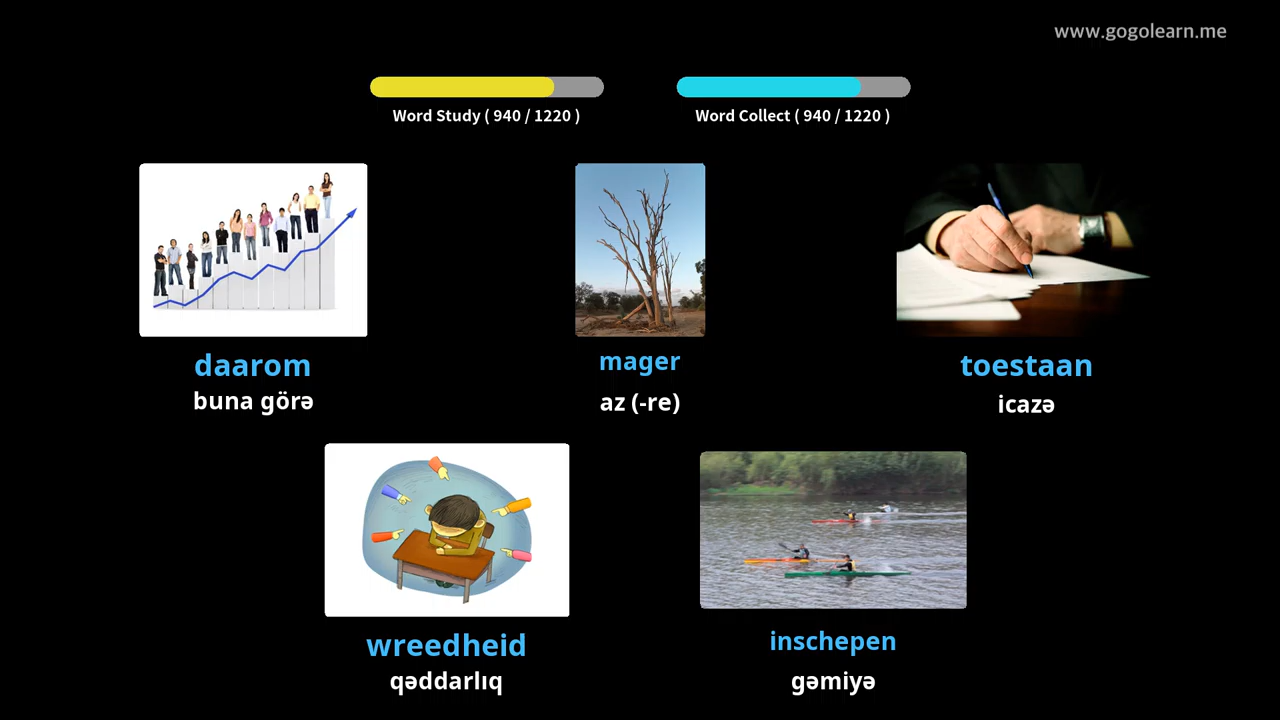 www.gogolearn.me
Word Study ( 940 / 1220 )
Word Collect ( 940 / 1220 )
daarom
buna görə
mager
az (-re)
toestaan
icazə
wreedheid
qəddarlıq
inschepen
gəmiyə